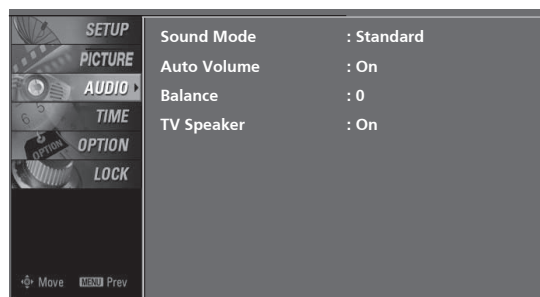 SETUP
PICTURE
AUDIO
TIME
OPTION
LOCK
Sound Mode : Standard
Auto Volume : On
Balance : 0
TV Speaker : On
Move MENU Prev